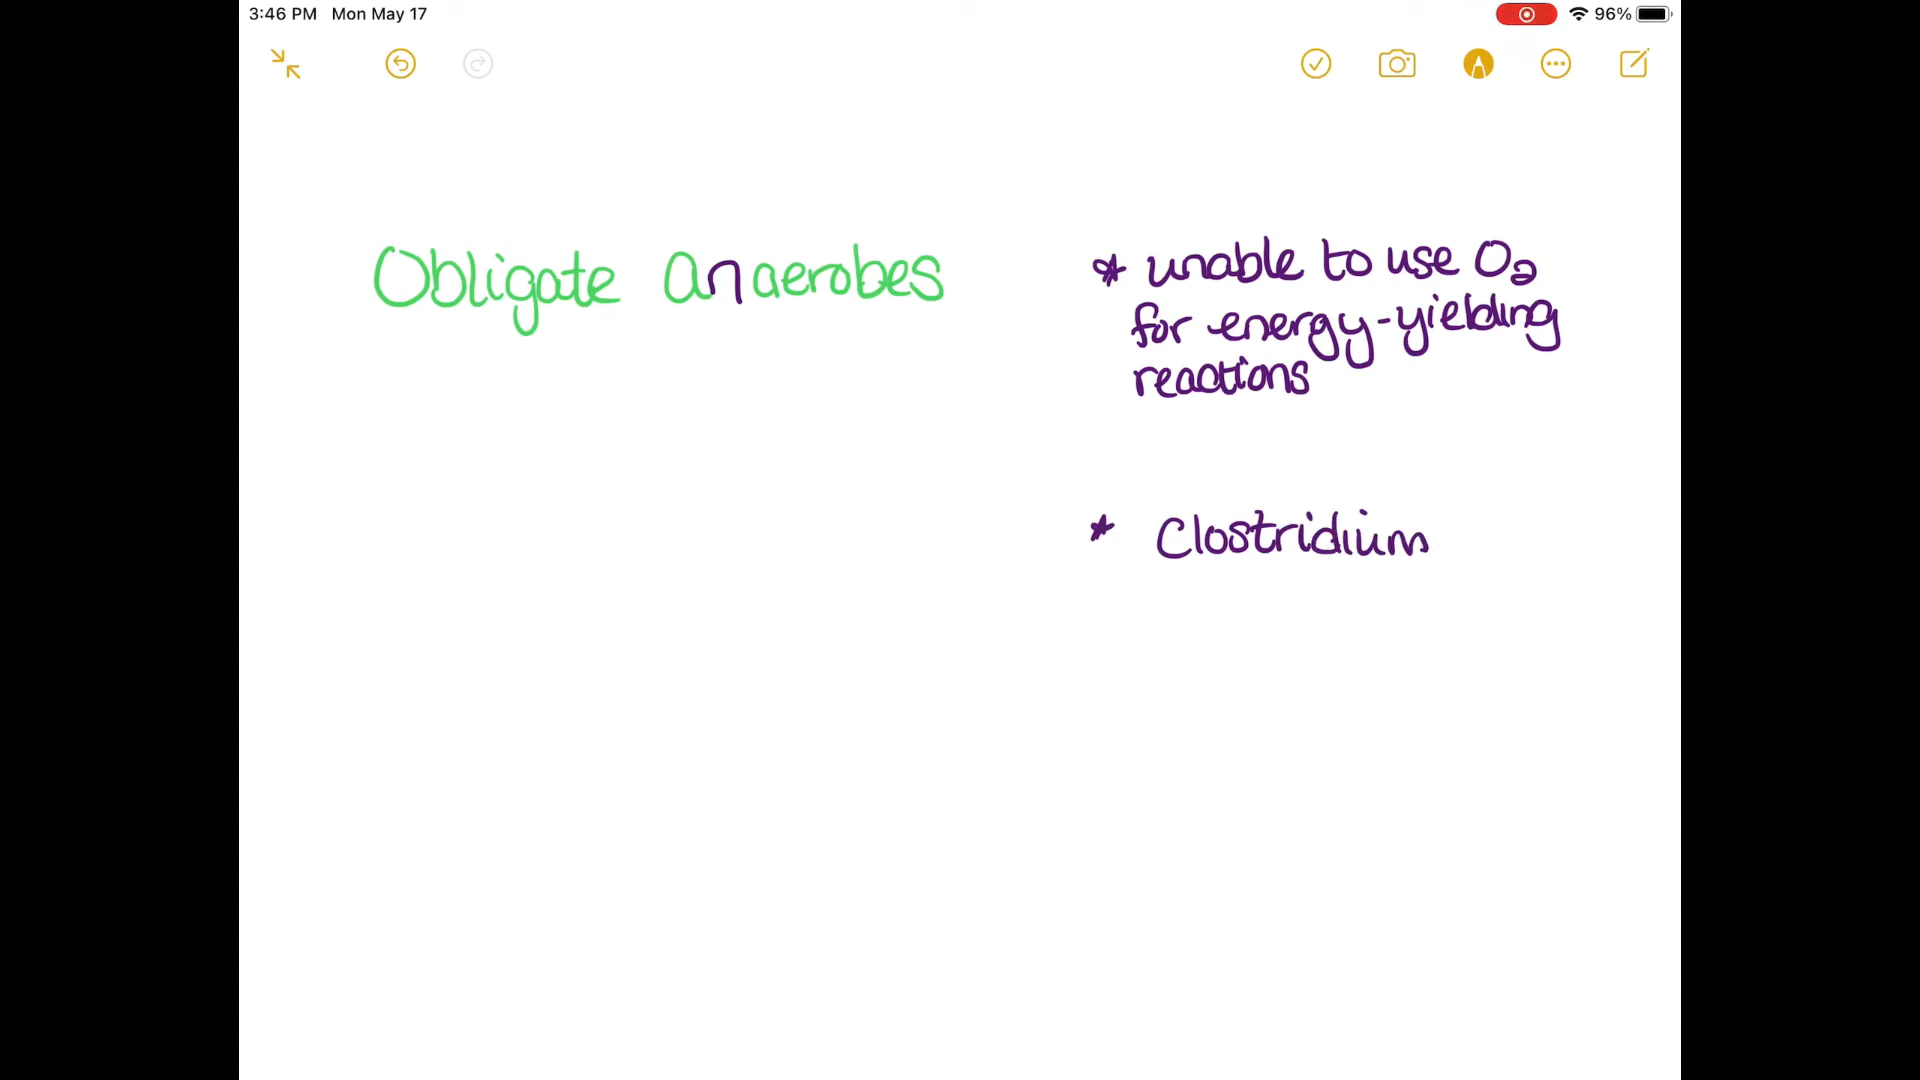 3:46 PM Mon May 17
96%
Obligate anaerobes
* unable to use O₂
for energy-yielding
reactions
* Clostridium